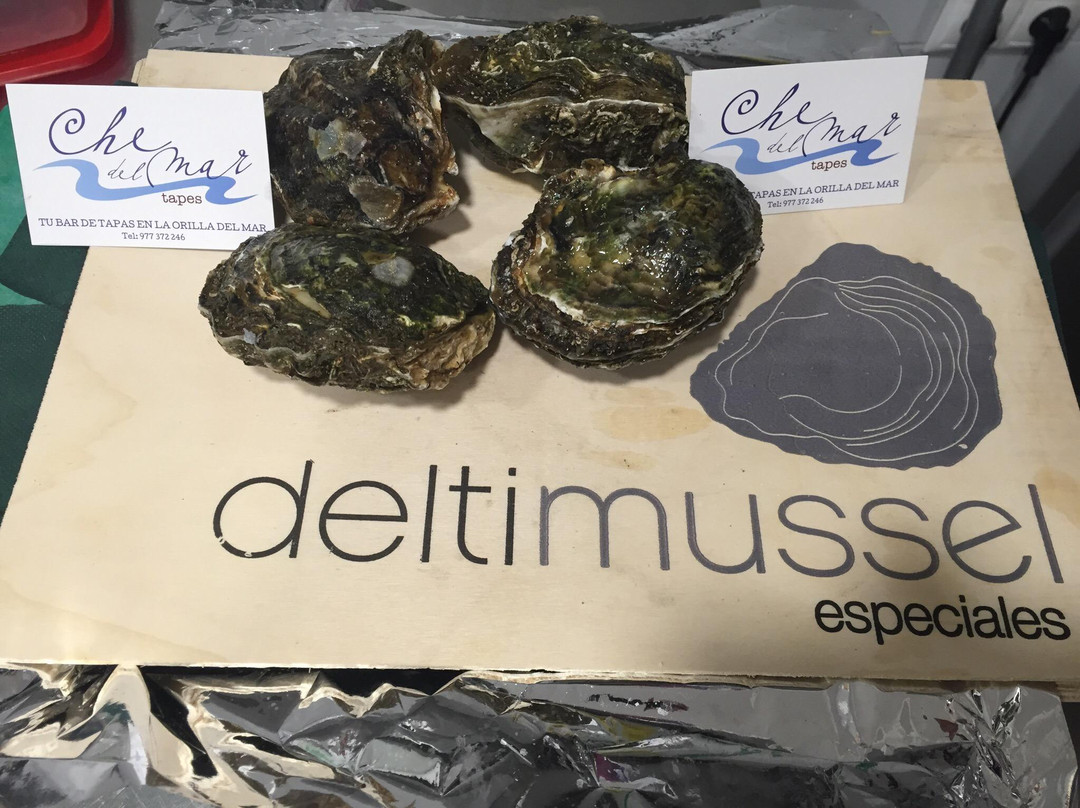 Che
del mar
tapes
TU BAR DE TAPAS EN LA ORILLA DEL MAR
Tel: 977 372 246
Che
del mar
tapes
TAPAS EN LA ORILLA DEL MAR
Tel: 977 372 246
deltimussel
especiales